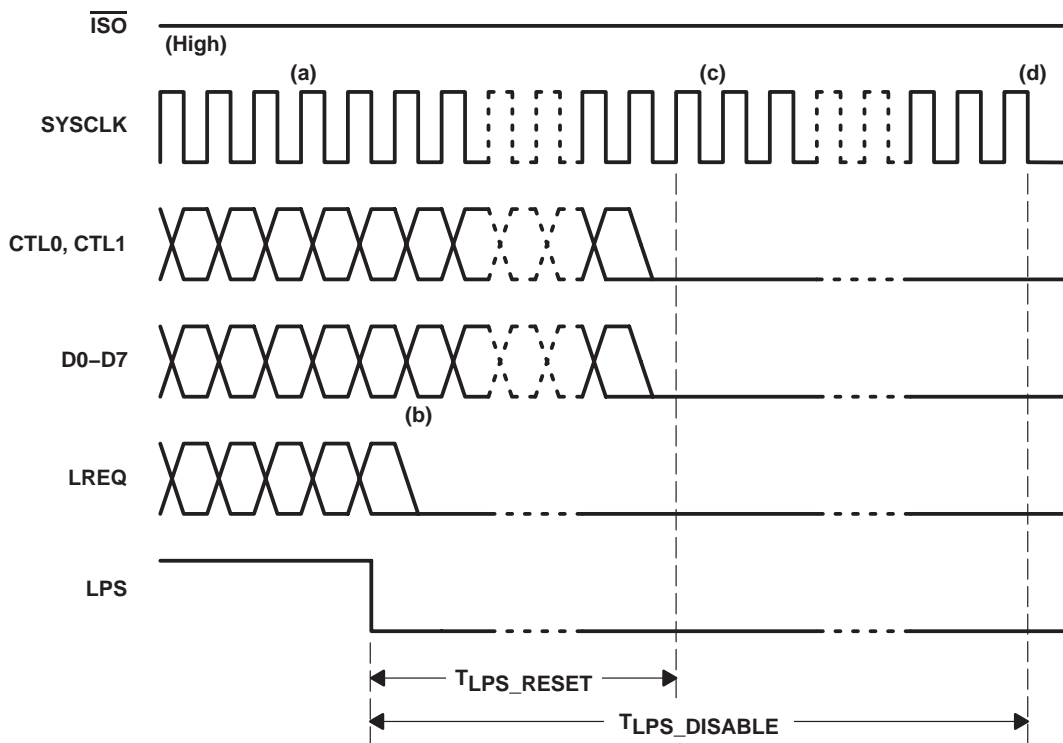 ISO
(High)
(a)
(c)
(d)
SYSCLK
CTL0, CTL1
D0–D7
(b)
LREQ
LPS
TLPS_RESET
TLPS_DISABLE